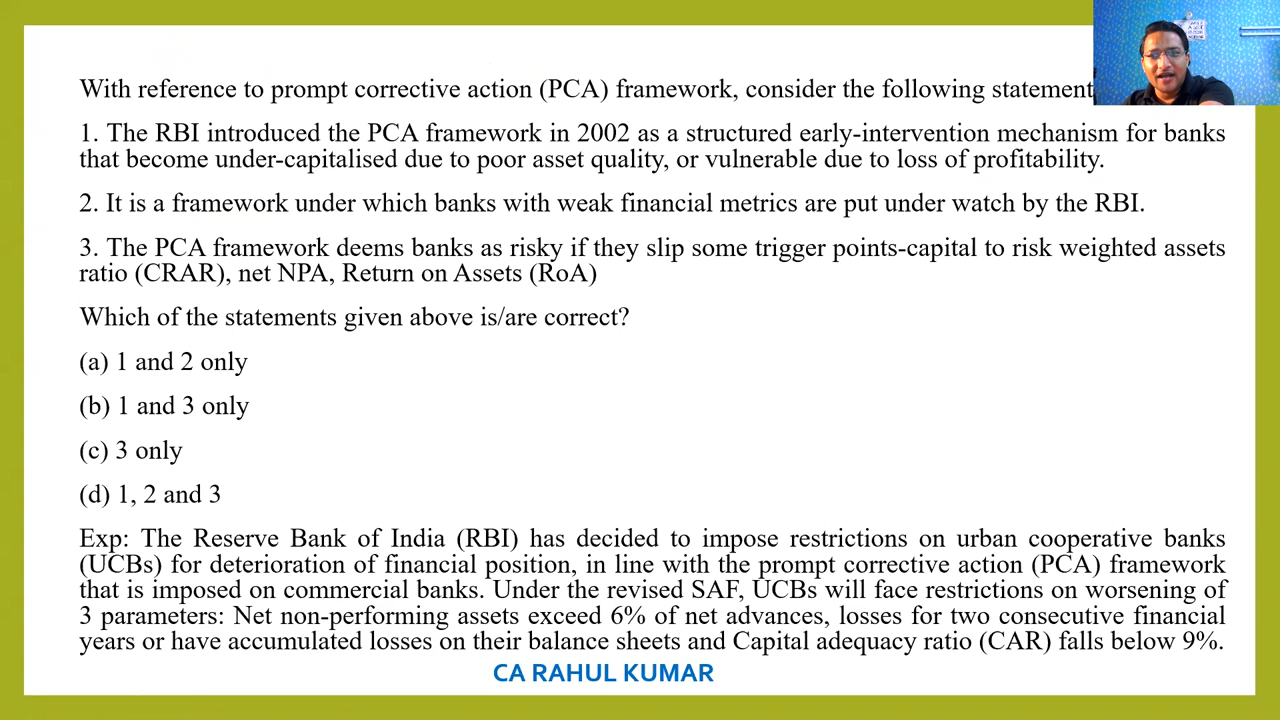 With reference to prompt corrective action (PCA) framework, consider the following statement
1. The RBI introduced the PCA framework in 2002 as a structured early-intervention mechanism for banks
that become under-capitalised due to poor asset quality, or vulnerable due to loss of profitability.
2. It is a framework under which banks with weak financial metrics are put under watch by the RBI.
3. The PCA framework deems banks as risky if they slip some trigger points-capital to risk weighted assets
ratio (CRAR), net NPA, Return on Assets (RoA)
Which of the statements given above is/are correct?
(a) 1 and 2 only
(b) 1 and 3 only
(c) 3 only
(d) 1, 2 and 3
Exp: The Reserve Bank of India (RBI) has decided to impose restrictions on urban cooperative banks
(UCBs) for deterioration of financial position, in line with the prompt corrective action (PCA) framework
that is imposed on commercial banks. Under the revised SAF, UCBs will face restrictions on worsening of
3 parameters: Net non-performing assets exceed 6% of net advances, losses for two consecutive financial
years or have accumulated losses on their balance sheets and Capital adequacy ratio (CAR) falls below 9%.
CA RAHUL KUMAR